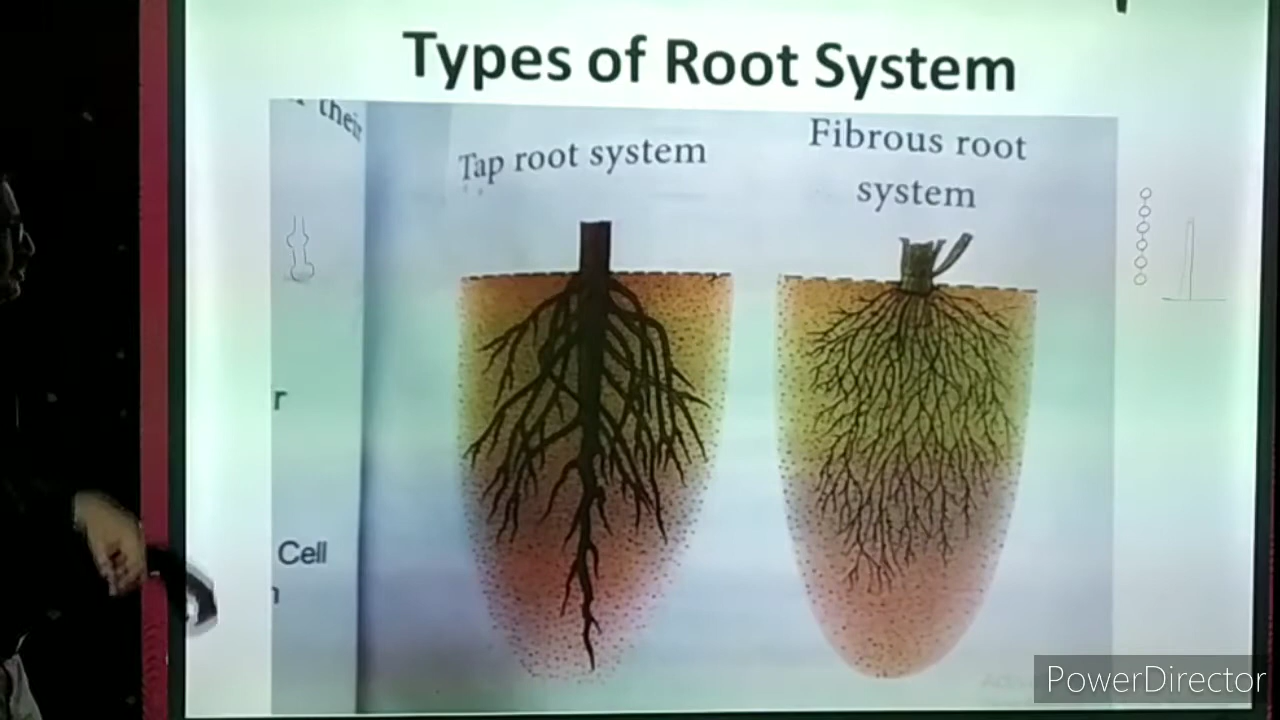 Types of Root System
their
Tap root system
Fibrous root
system
r
Cell
PowerDirector